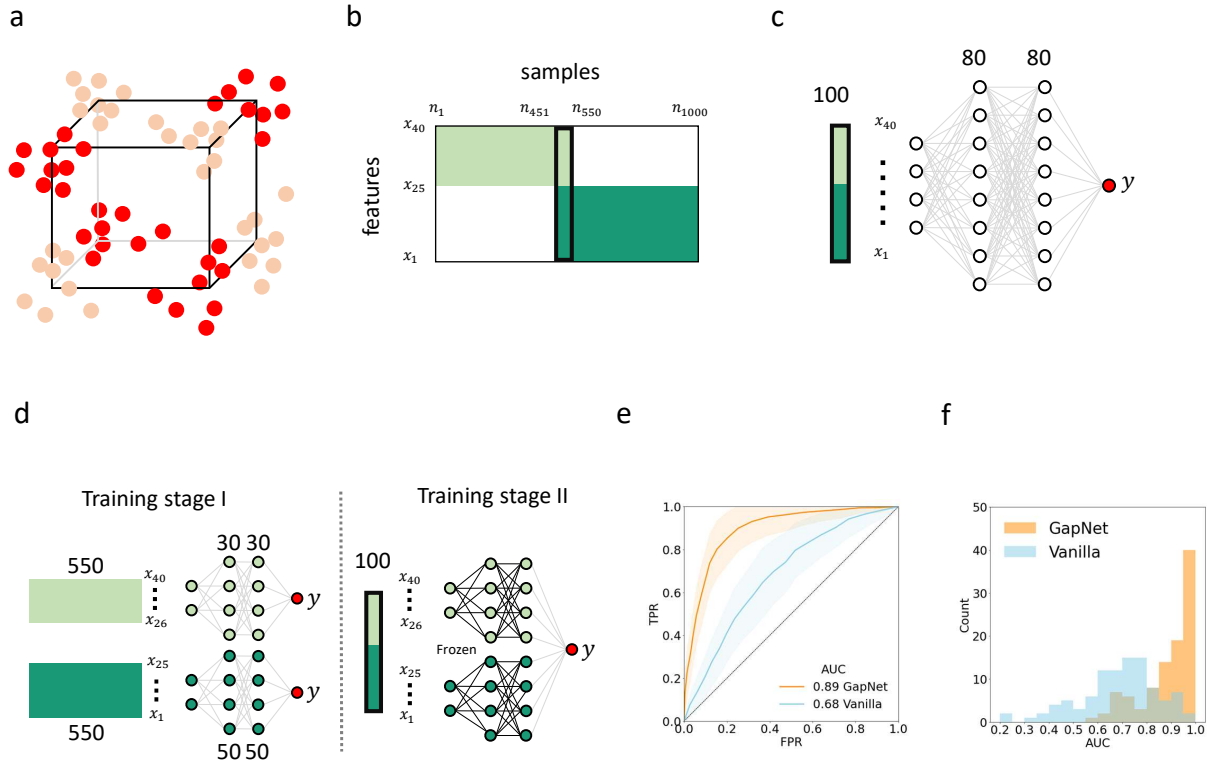 a
b
samples
n1 n451 n550 n1000
x40
x25
x1
features
c
80 80
100
x40
x1
y
d
Training stage I
550
x40
x26
30 30
y
x25
x1
550
50 50
y
Training stage II
100
x40
x26
Frozen
x25
x1
y
e
1.0
0.8
0.6
0.4
0.2
0.0
TPR
0.0 0.2 0.4 0.6 0.8 1.0
FPR
AUC
0.89 GapNet
0.68 Vanilla
f
50
40
30
20
10
0
Count
GapNet
Vanilla
0.2 0.3 0.4 0.5 0.6 0.7 0.8 0.9 1.0
AUC